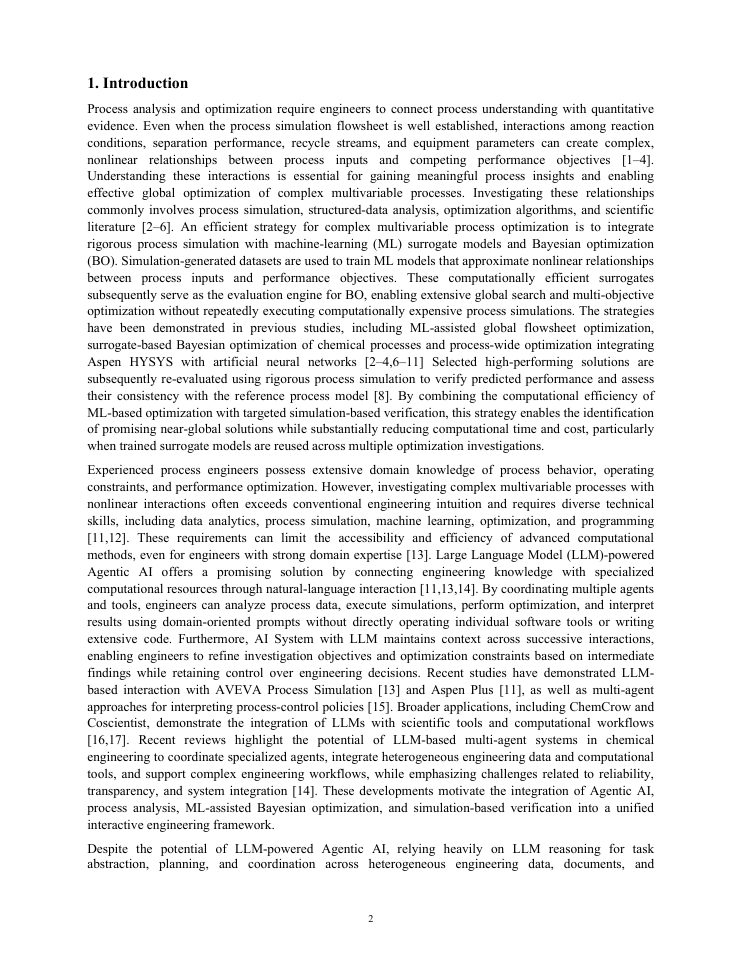 1. Introduction
Process analysis and optimization require engineers to connect process understanding with quantitative
evidence. Even when the process simulation flowsheet is well established, interactions among reaction
conditions, separation performance, recycle streams, and equipment parameters can create complex,
nonlinear relationships between process inputs and competing performance objectives [1–4].
Understanding these interactions is essential for gaining meaningful process insights and enabling
effective global optimization of complex multivariable processes. Investigating these relationships
commonly involves process simulation, structured-data analysis, optimization algorithms, and scientific
literature [2–6]. An efficient strategy for complex multivariable process optimization is to integrate
rigorous process simulation with machine-learning (ML) surrogate models and Bayesian optimization
(BO). Simulation-generated datasets are used to train ML models that approximate nonlinear relationships
between process inputs and performance objectives. These computationally efficient surrogates
subsequently serve as the evaluation engine for BO, enabling extensive global search and multi-objective
optimization without repeatedly executing computationally expensive process simulations. The strategies
have been demonstrated in previous studies, including ML-assisted global flowsheet optimization,
surrogate-based Bayesian optimization of chemical processes and process-wide optimization integrating
Aspen HYSYS with artificial neural networks [2–4,6–11] Selected high-performing solutions are
subsequently re-evaluated using rigorous process simulation to verify predicted performance and assess
their consistency with the reference process model [8]. By combining the computational efficiency of
ML-based optimization with targeted simulation-based verification, this strategy enables the identification
of promising near-global solutions while substantially reducing computational time and cost, particularly
when trained surrogate models are reused across multiple optimization investigations.
Experienced process engineers possess extensive domain knowledge of process behavior, operating
constraints, and performance optimization. However, investigating complex multivariable processes with
nonlinear interactions often exceeds conventional engineering intuition and requires diverse technical
skills, including data analytics, process simulation, machine learning, optimization, and programming
[11,12]. These requirements can limit the accessibility and efficiency of advanced computational
methods, even for engineers with strong domain expertise [13]. Large Language Model (LLM)-powered
Agentic AI offers a promising solution by connecting engineering knowledge with specialized
computational resources through natural-language interaction [11,13,14]. By coordinating multiple agents
and tools, engineers can analyze process data, execute simulations, perform optimization, and interpret
results using domain-oriented prompts without directly operating individual software tools or writing
extensive code. Furthermore, AI System with LLM maintains context across successive interactions,
enabling engineers to refine investigation objectives and optimization constraints based on intermediate
findings while retaining control over engineering decisions. Recent studies have demonstrated LLM-
based interaction with AVEVA Process Simulation [13] and Aspen Plus [11], as well as multi-agent
approaches for interpreting process-control policies [15]. Broader applications, including ChemCrow and
Coscientist, demonstrate the integration of LLMs with scientific tools and computational workflows
[16,17]. Recent reviews highlight the potential of LLM-based multi-agent systems in chemical
engineering to coordinate specialized agents, integrate heterogeneous engineering data and computational
tools, and support complex engineering workflows, while emphasizing challenges related to reliability,
transparency, and system integration [14]. These developments motivate the integration of Agentic AI,
process analysis, ML-assisted Bayesian optimization, and simulation-based verification into a unified
interactive engineering framework.
Despite the potential of LLM-powered Agentic AI, relying heavily on LLM reasoning for task
abstraction, planning, and coordination across heterogeneous engineering data, documents, and
2